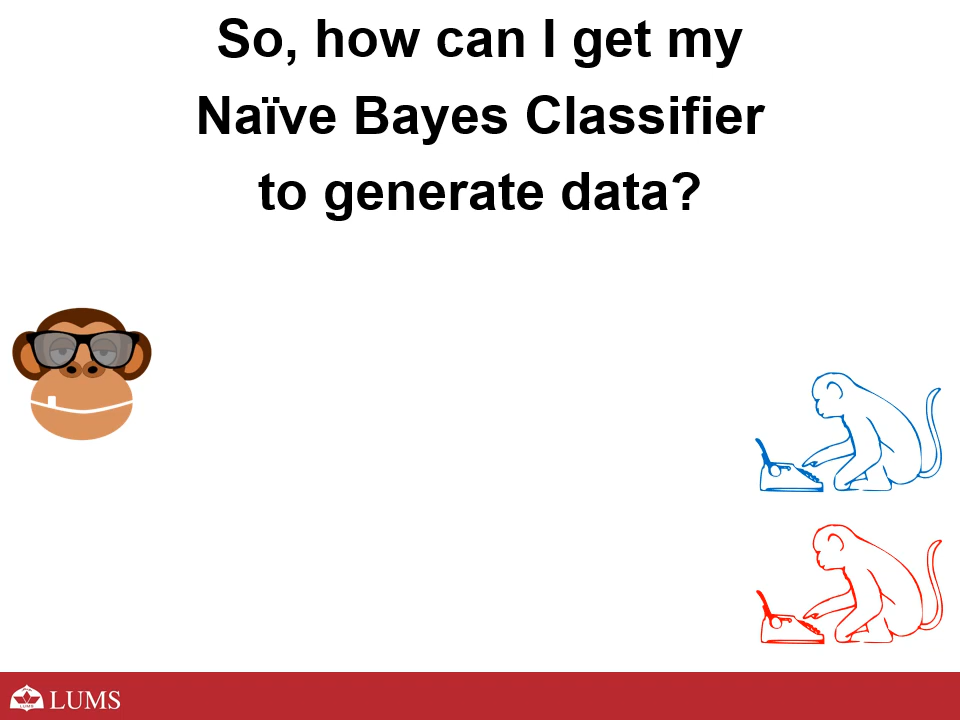 So, how can I get my
Naïve Bayes Classifier
to generate data?
LUMS